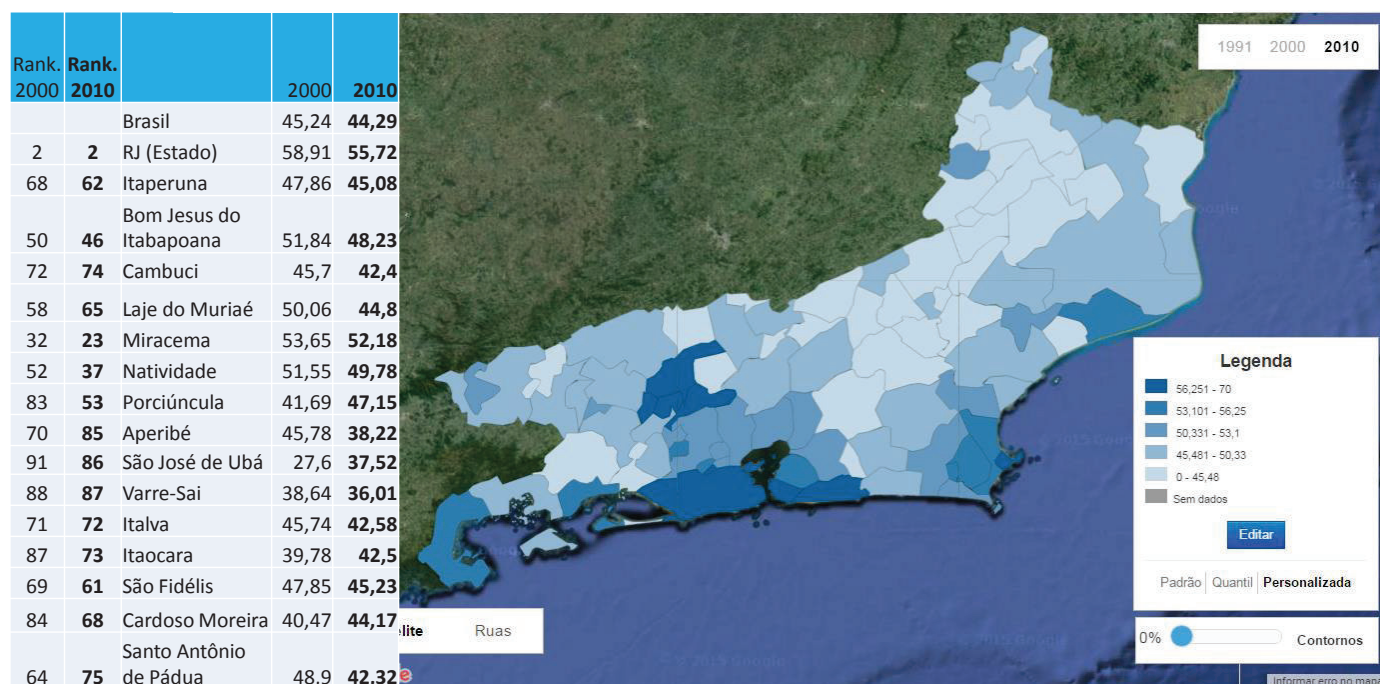 Rank. 2000 Rank. 2010 2000 2010
Brasil 45,24 44,29
2 2 RJ (Estado) 58,91 55,72
68 62 Itaperuna 47,86 45,08
50 46 Bom Jesus do Itabapoana 51,84 48,23
72 74 Cambuci 45,7 42,4
58 65 Laje do Muriaé 50,06 44,8
32 23 Miracema 53,65 52,18
52 37 Natividade 51,55 49,78
83 53 Porciúncula 41,69 47,15
70 85 Aperibé 45,78 38,22
91 86 São José de Ubá 27,6 37,52
88 87 Varre-Sai 38,64 36,01
71 72 Italva 45,74 42,58
87 73 Itaocara 39,78 42,5
69 61 São Fidélis 47,85 45,23
84 68 Cardoso Moreira 40,47 44,17
64 75 Santo Antônio de Pádua 48,9 42,32
1991 2000 2010
Legenda
56,251 - 70
53,101 - 56,25
50,331 - 53,1
45,481 - 50,33
0 - 45,48
Sem dados
Editar
Padrão Quantil Personalizada
0% Contornos
elite Ruas
Informar erro no mapa